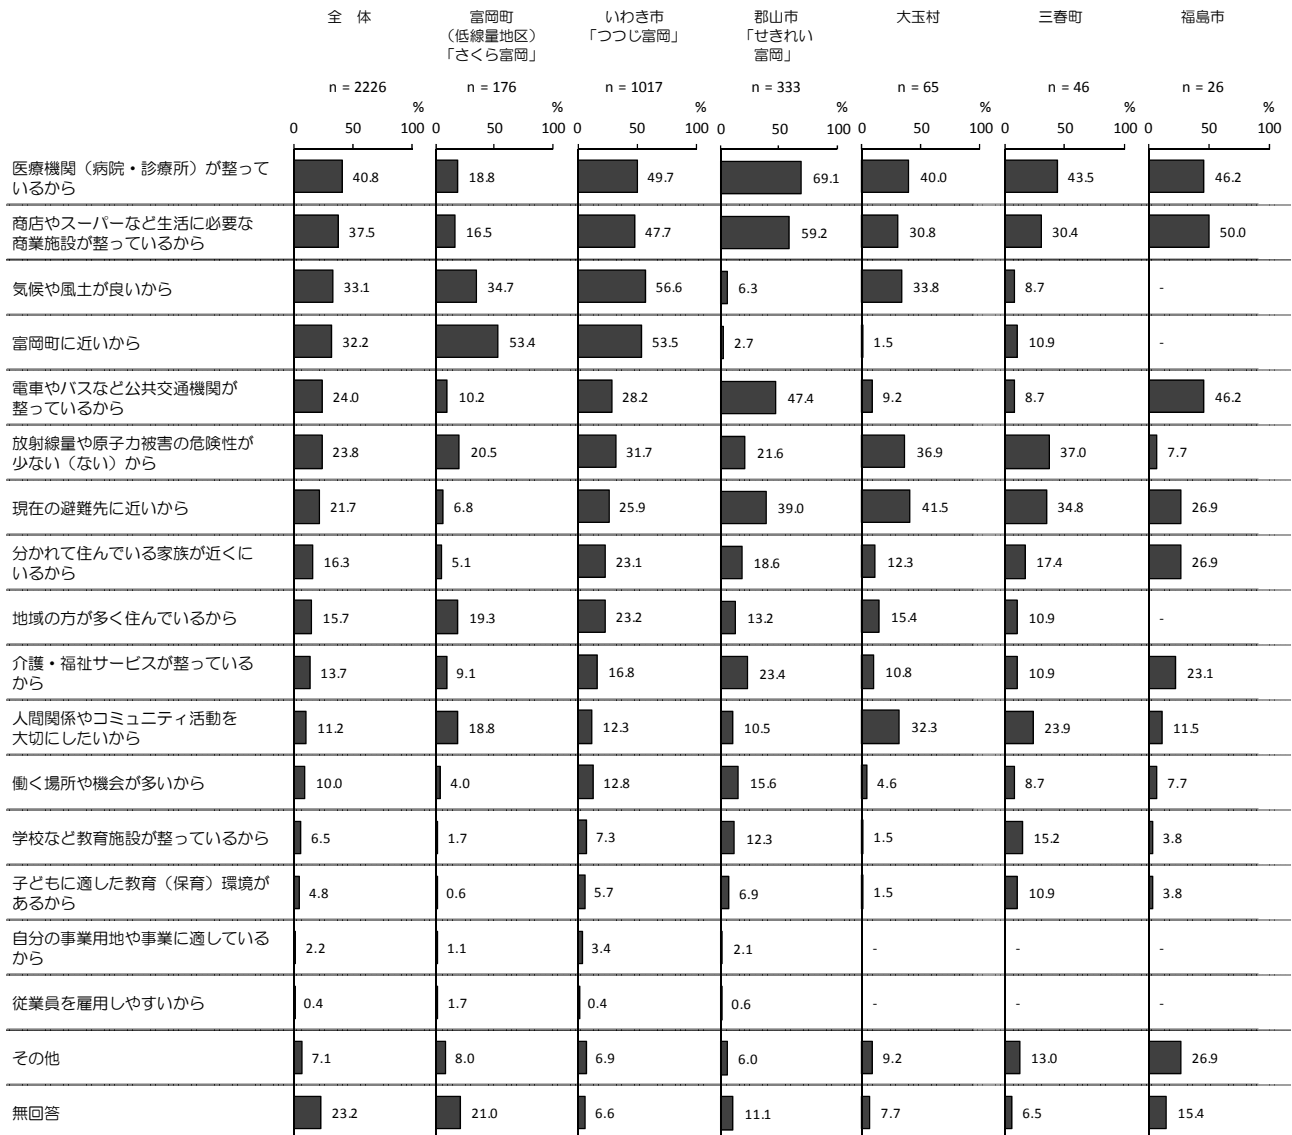 全　体
富岡町
（低線量地区）
「さくら富岡」
いわき市
「つつじ富岡」
郡山市
「せきれい
富岡」
大玉村
三春町
福島市
n = 2226
n = 176
n = 1017
n = 333
n = 65
n = 46
n = 26
% % % % % % %
0 50 100 0 50 100 0 50 100 0 50 100 0 50 100 0 50 100 0 50 100
医療機関（病院・診療所）が整って
いるから
40.8 18.8 49.7 69.1 40.0 43.5 46.2
商店やスーパーなど生活に必要な
商業施設が整っているから
37.5 16.5 47.7 59.2 30.8 30.4 50.0
気候や風土が良いから 33.1 34.7 56.6 6.3 33.8 8.7 -
富岡町に近いから 32.2 53.4 53.5 2.7 1.5 10.9 -
電車やバスなど公共交通機関が
整っているから
24.0 10.2 28.2 47.4 9.2 8.7 46.2
放射線量や原子力被害の危険性が
少ない（ない）から
23.8 20.5 31.7 21.6 36.9 37.0 7.7
現在の避難先に近いから 21.7 6.8 25.9 39.0 41.5 34.8 26.9
分かれて住んでいる家族が近くに
いるから
16.3 5.1 23.1 18.6 12.3 17.4 26.9
地域の方が多く住んでいるから 15.7 19.3 23.2 13.2 15.4 10.9 -
介護・福祉サービスが整っている
から
13.7 9.1 16.8 23.4 10.8 10.9 23.1
人間関係やコミュニティ活動を
大切にしたいから
11.2 18.8 12.3 10.5 32.3 23.9 11.5
働く場所や機会が多いから 10.0 4.0 12.8 15.6 4.6 8.7 7.7
学校など教育施設が整っているから 6.5 1.7 7.3 12.3 1.5 15.2 3.8
子どもに適した教育（保育）環境が
あるから
4.8 0.6 5.7 6.9 1.5 10.9 3.8
自分の事業用地や事業に適している
から
2.2 1.1 3.4 2.1 - - -
従業員を雇用しやすいから 0.4 1.7 0.4 0.6 - - -
その他 7.1 8.0 6.9 6.0 9.2 13.0 26.9
無回答 23.2 21.0 6.6 11.1 7.7 6.5 15.4